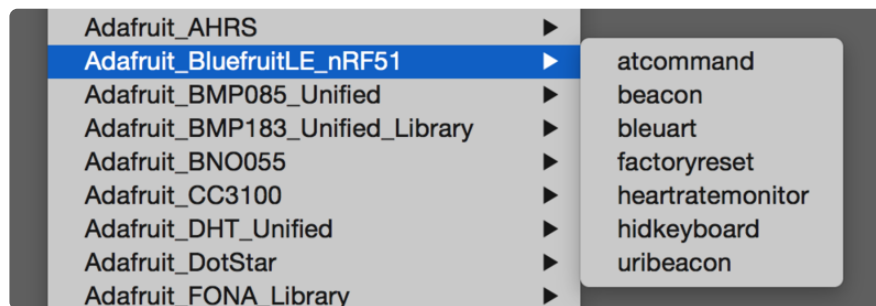 Adafruit_AHRS
Adafruit_BluefruitLE_nRF51
Adafruit_BMP085_Unified
Adafruit_BMP183_Unified_Library
Adafruit_BNO055
Adafruit_CC3100
Adafruit_DHT_Unified
Adafruit_DotStar
Adafruit_FONA_Library
atcommand
beacon
bleuart
factoryreset
heartratemonitor
hidkeyboard
uribeacon